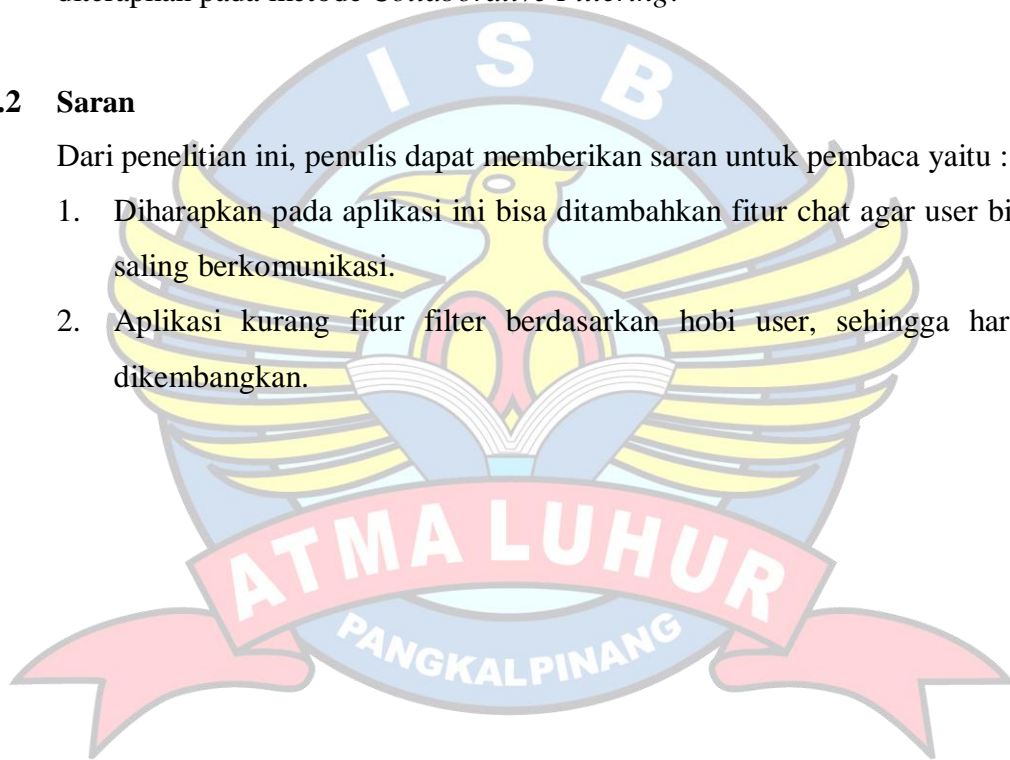 diterapkan pada metode Collaborative Filtering.
.2 Saran
Dari penelitian ini, penulis dapat memberikan saran untuk pembaca yaitu :
1. Diharapkan pada aplikasi ini bisa ditambahkan fitur chat agar user bi
saling berkomunikasi.
2. Aplikasi kurang fitur filter berdasarkan hobi user, sehingga har
dikembangkan.
ISB
ATMA LUHUR
PANGKALPINANG